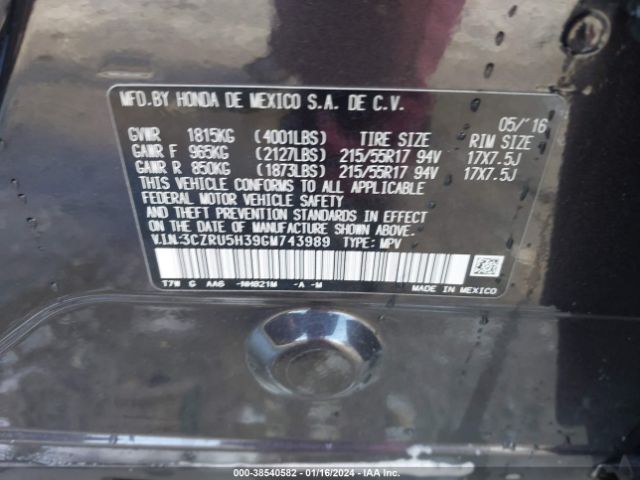 MFD.BY HONDA DE MEXICO S.A. DE C.V.
05/'16
GVWR 1815KG (4001LBS) TIRE SIZE RIM SIZE
GAWR F 965KG (2127LBS) 215/55R17 94V 17X7.5J
GAWR R 850KG (1873LBS) 215/55R17 94V 17X7.5J
THIS VEHICLE CONFORMS TO ALL APPLICABLE
FEDERAL MOTOR VEHICLE SAFETY
AND THEFT PREVENTION STANDARDS IN EFFECT
ON THE DATE OF MANUFACTURE SHOWN ABOVE.
V.I.N.:3CZRU5H39GM743989 TYPE: MPV
T7W G AA6 -NH821M -A -M
MADE IN MEXICO
000-38540582 - 01/16/2024 - IAA Inc.